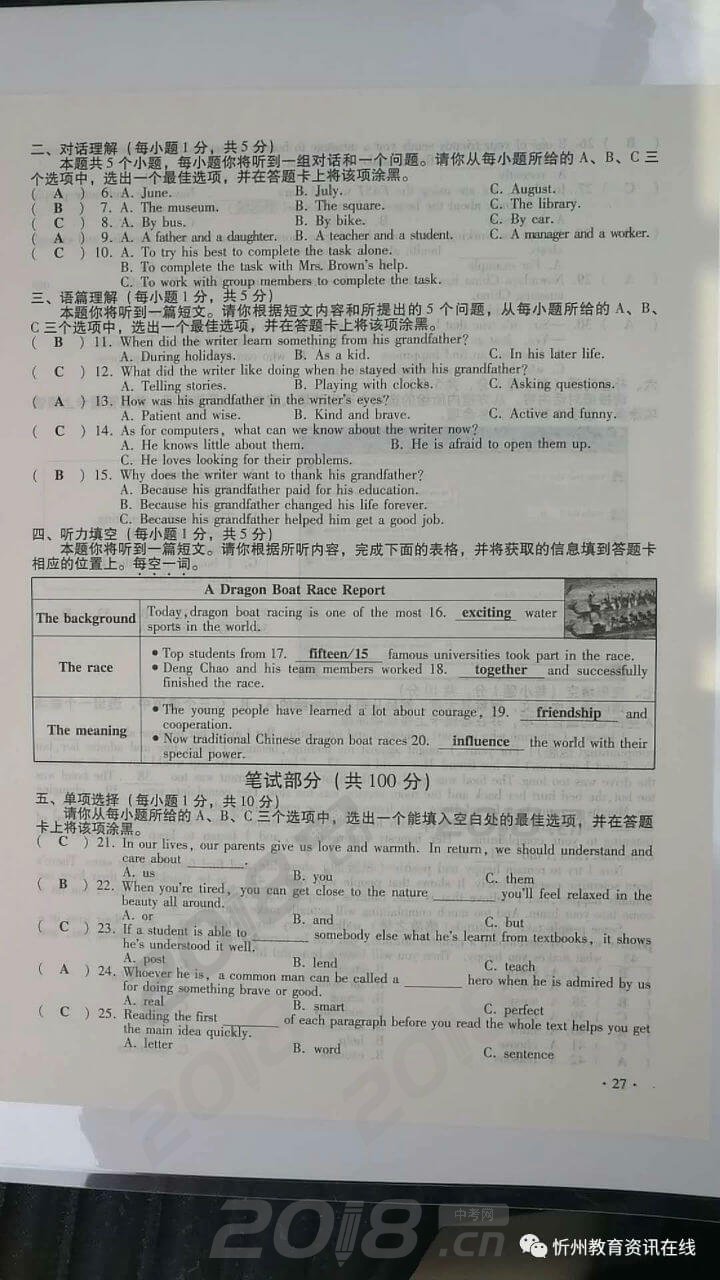 二、对话理解（每小题1分，共5分）
本题共5个小题，每小题你将听到一组对话和一个问题。请你从每小题所给的A、B、C三
个选项中，选出一个最佳选项，并在答题卡上将该项涂黑。
( A ) 6. A. June. B. July. C. August.
( B ) 7. A. The museum. B. The square. C. The library.
( C ) 8. A. By bus. B. By bike. C. By car.
( A ) 9. A. A father and a daughter. B. A teacher and a student. C. A manager and a worker.
( C ) 10. A. To try his best to complete the task alone.
B. To complete the task with Mrs. Brown's help.
C. To work with group members to complete the task.
三、语篇理解（每小题1分，共5分）
本题你将听到一篇短文。请你根据短文内容和所提出的5个问题，从每小题所给的A、B、
C三个选项中，选出一个最佳选项，并在答题卡上将该项涂黑。
( B ) 11. When did the writer learn something from his grandfather?
A. During holidays. B. As a kid. C. In his later life.
( C ) 12. What did the writer like doing when he stayed with his grandfather?
A. Telling stories. B. Playing with clocks. C. Asking questions.
( A ) 13. How was his grandfather in the writer's eyes?
A. Patient and wise. B. Kind and brave. C. Active and funny.
( C ) 14. As for computers, what can we know about the writer now?
A. He knows little about them. B. He is afraid to open them up.
C. He loves looking for their problems.
( B ) 15. Why does the writer want to thank his grandfather?
A. Because his grandfather paid for his education.
B. Because his grandfather changed his life forever.
C. Because his grandfather helped him get a good job.
四、听力填空（每小题1分，共5分）
本题你将听到一篇短文。请你根据所听内容，完成下面的表格，并将获取的信息填到答题卡
相应的位置上。每空一词。
A Dragon Boat Race Report
The background
Today, dragon boat racing is one of the most 16. exciting water
sports in the world.
The race
• Top students from 17. fifteen/15 famous universities took part in the race.
• Deng Chao and his team members worked 18. together and successfully
finished the race.
The meaning
• The young people have learned a lot about courage, 19. friendship and
cooperation.
• Now traditional Chinese dragon boat races 20. influence the world with their
special power.
笔试部分（共100分）
五、单项选择（每小题1分，共10分）
请你从每小题所给的A、B、C三个选项中，选出一个能填入空白处的最佳选项，并在答题
卡上将该项涂黑。
( C ) 21. In our lives, our parents give us love and warmth. In return, we should understand and
care about ________.
A. us B. you C. them
( B ) 22. When you're tired, you can get close to the nature ________ you'll feel relaxed in the
beauty all around.
A. or B. and C. but
( C ) 23. If a student is able to ________ somebody else what he's learnt from textbooks, it shows
he's understood it well.
A. post B. lend C. teach
( A ) 24. Whoever he is, a common man can be called a ________ hero when he is admired by us
for doing something brave or good.
A. real B. smart C. perfect
( C ) 25. Reading the first ________ of each paragraph before you read the whole text helps you get
the main idea quickly.
A. letter B. word C. sentence
· 27 ·
2018.cn
中考网
忻州教育资讯在线